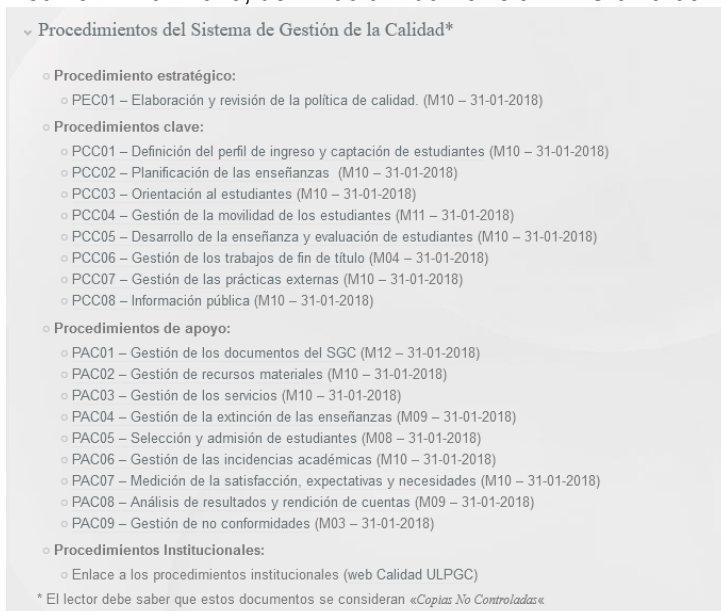 Procedimientos del Sistema de Gestión de la Calidad*
Procedimiento estratégico:
PEC01 – Elaboración y revisión de la política de calidad. (M10 – 31-01-2018)
Procedimientos clave:
PCC01 – Definición del perfil de ingreso y captación de estudiantes (M10 – 31-01-2018)
PCC02 – Planificación de las enseñanzas (M10 – 31-01-2018)
PCC03 – Orientación al estudiantes (M10 – 31-01-2018)
PCC04 – Gestión de la movilidad de los estudiantes (M11 – 31-01-2018)
PCC05 – Desarrollo de la enseñanza y evaluación de estudiantes (M10 – 31-01-2018)
PCC06 – Gestión de los trabajos de fin de título (M04 – 31-01-2018)
PCC07 – Gestión de las prácticas externas (M10 – 31-01-2018)
PCC08 – Información pública (M10 – 31-01-2018)
Procedimientos de apoyo:
PAC01 – Gestión de los documentos del SGC (M12 – 31-01-2018)
PAC02 – Gestión de recursos materiales (M10 – 31-01-2018)
PAC03 – Gestión de los servicios (M10 – 31-01-2018)
PAC04 – Gestión de la extinción de las enseñanzas (M09 – 31-01-2018)
PAC05 – Selección y admisión de estudiantes (M08 – 31-01-2018)
PAC06 – Gestión de las incidencias académicas (M10 – 31-01-2018)
PAC07 – Medición de la satisfacción, expectativas y necesidades (M10 – 31-01-2018)
PAC08 – Análisis de resultados y rendición de cuentas (M09 – 31-01-2018)
PAC09 – Gestión de no conformidades (M03 – 31-01-2018)
Procedimientos Institucionales:
Enlace a los procedimientos institucionales (web Calidad ULPGC)
* El lector debe saber que estos documentos se consideran «Copias No Controladas«